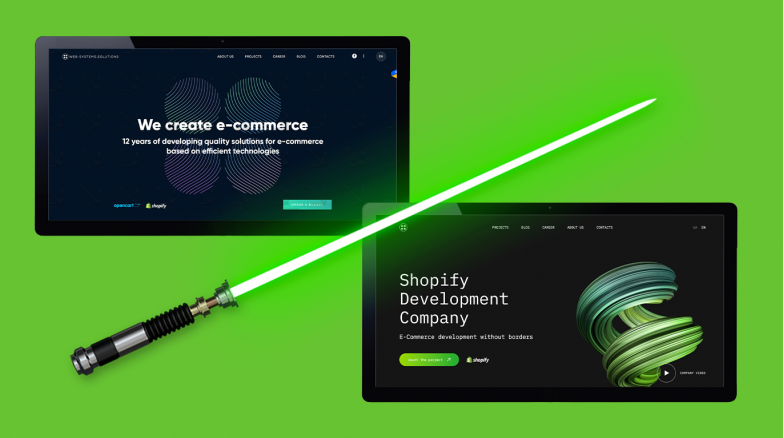 WEB-SYSTEMS SOLUTIONS
ABOUT US PROJECTS CAREER BLOG CONTACTS
EN
We create e-commerce
12 years of developing quality solutions for e-commerce
based on efficient technologies
opencart
shopify
PROJECTS BLOG CAREER ABOUT US CONTACTS
EN
Shopify
Development
Company
E-Commerce development without borders
start the project
shopify
COMPANY VIDEO